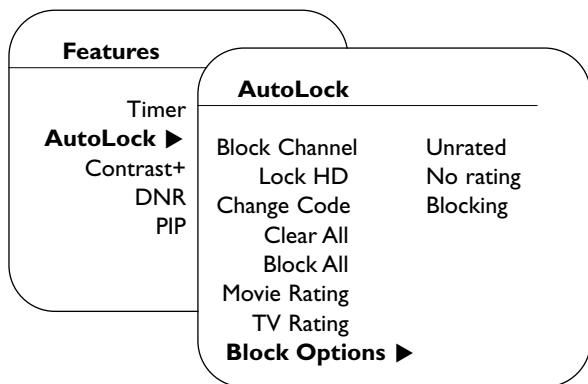 Features
Timer
AutoLock ▶
Contrast+
DNR
PIP
AutoLock
Block Channel
Lock HD
Change Code
Clear All
Block All
Movie Rating
TV Rating
Block Options ▶
Unrated
No rating
Blocking